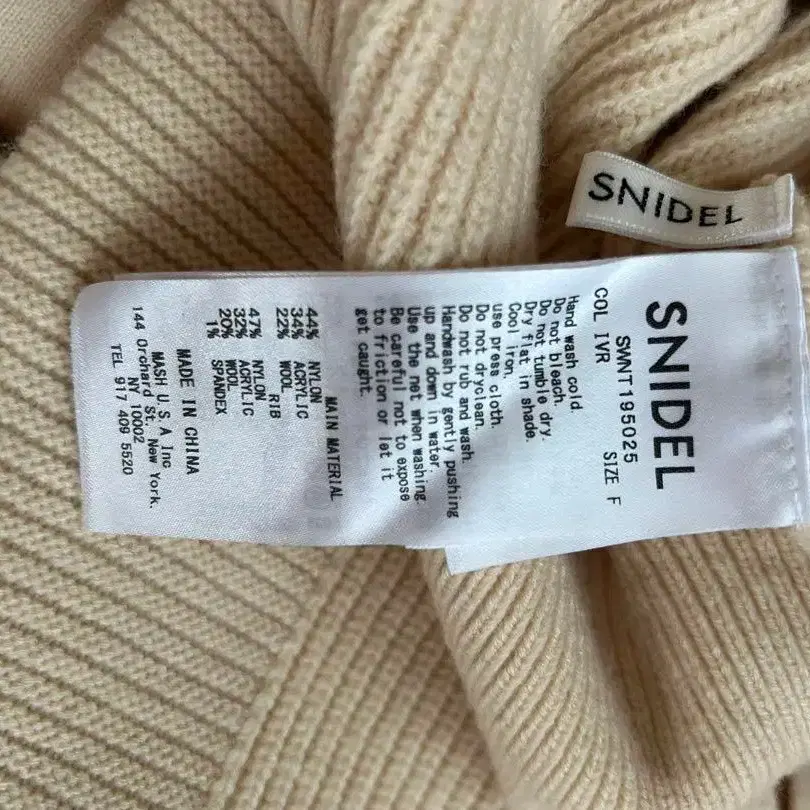 SNIDEL
SNIDEL
SWNT195025
COL IVR SIZE F
Hand wash cold.
Do not bleach.
Do not tumble dry.
Dry flat in shade.
Cool iron.
use press cloth.
Do not dryclean.
Do not rub and wash.
Handwash by gently pushing
up and down in water.
Use the net when washing.
Be careful not to expose
to friction or let it
get caught.
MAIN MATERIAL
44% NYLON
34% ACRYLIC
22% WOOL
RIB
47% NYLON
32% ACRYLIC
20% WOOL
1% SPANDEX
MADE IN CHINA
MASH U S A Inc
144 Orchard St. New York.
NY 10002
TEL 917 409 5520